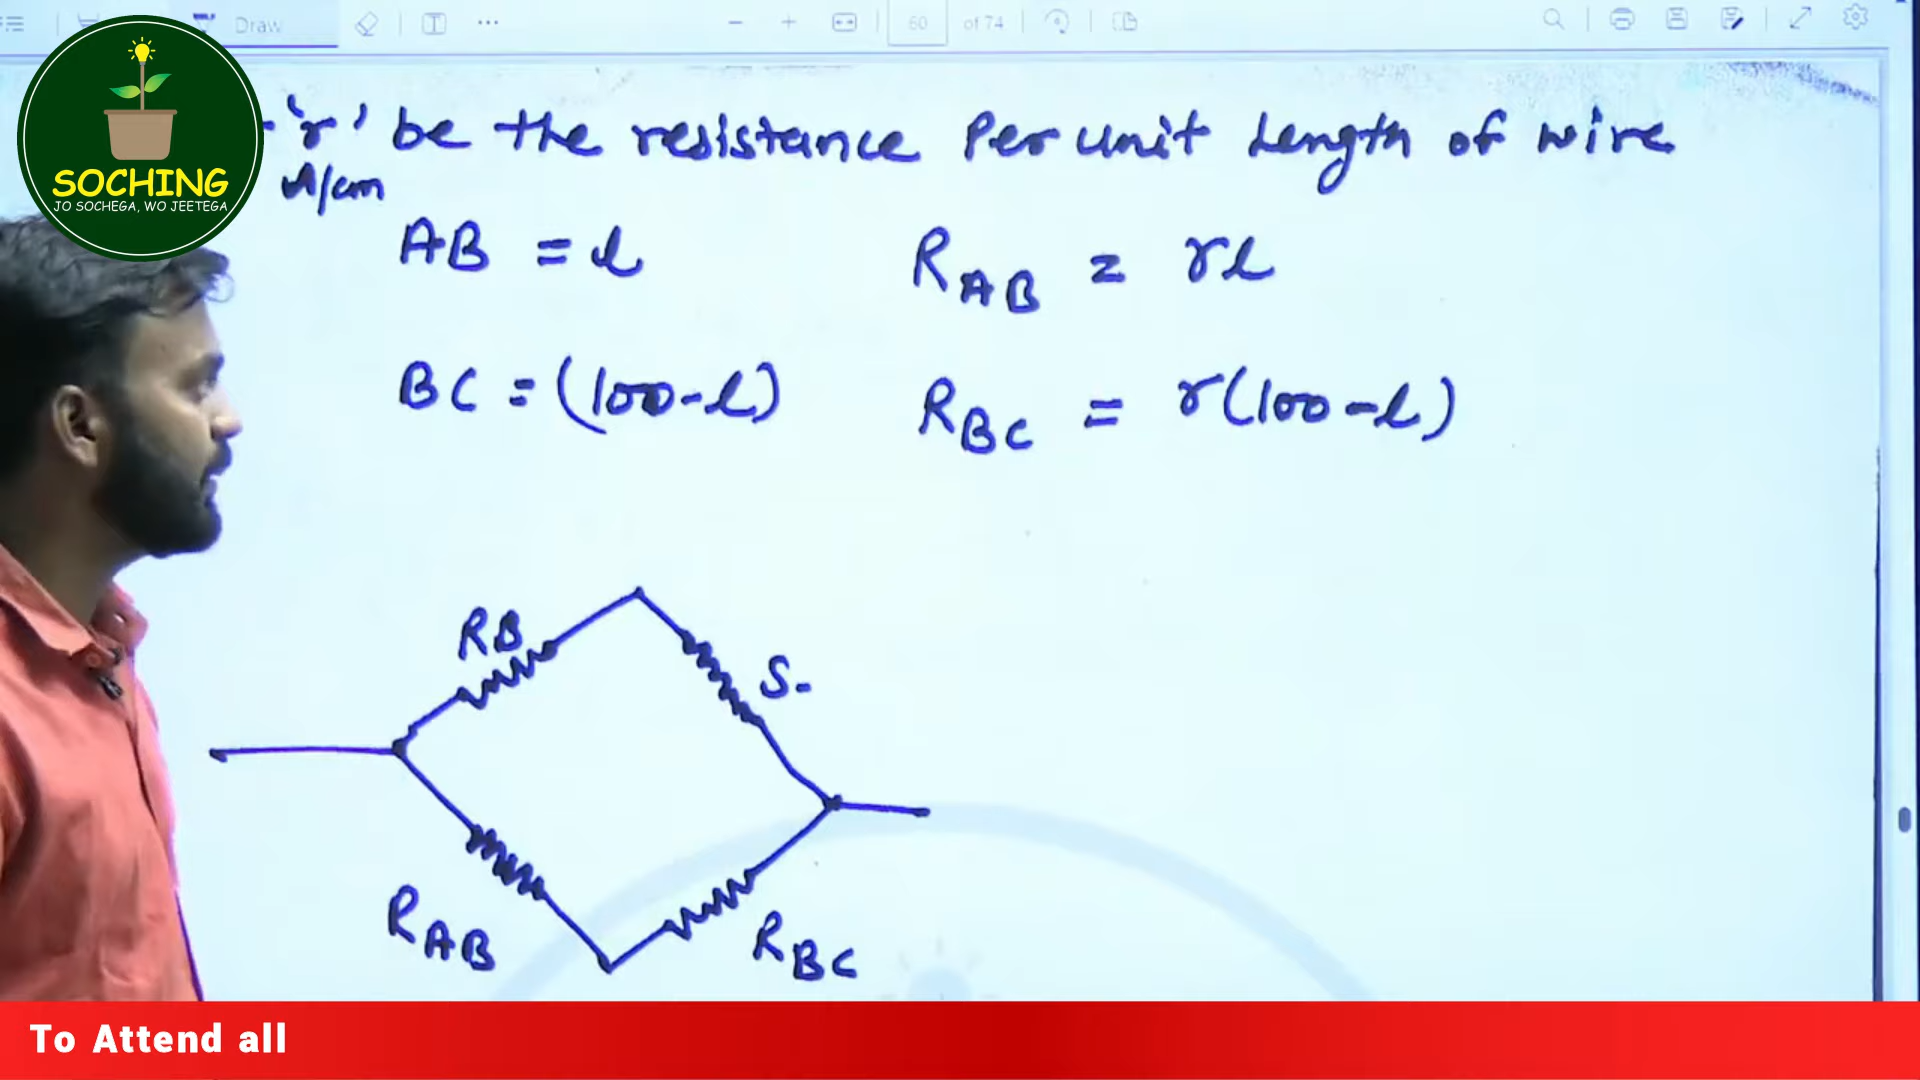 Draw
60
of 74
SOCHING
JO SOCHEGA, WO JEETEGA
'r' be the resistance Per unit Length of wire
Ω/cm
AB = l
R_AB = rl
BC = (100-l)
R_BC = r(100-l)
RB
S.
R_AB
R_BC
To Attend all